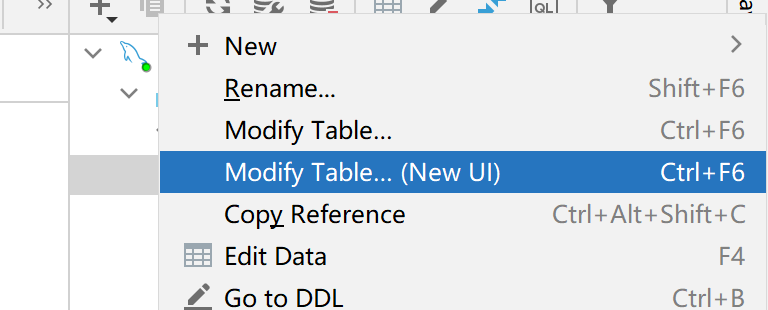 QL
New
Rename... Shift+F6
Modify Table... Ctrl+F6
Modify Table... (New UI) Ctrl+F6
Copy Reference Ctrl+Alt+Shift+C
Edit Data F4
Go to DDL Ctrl+B